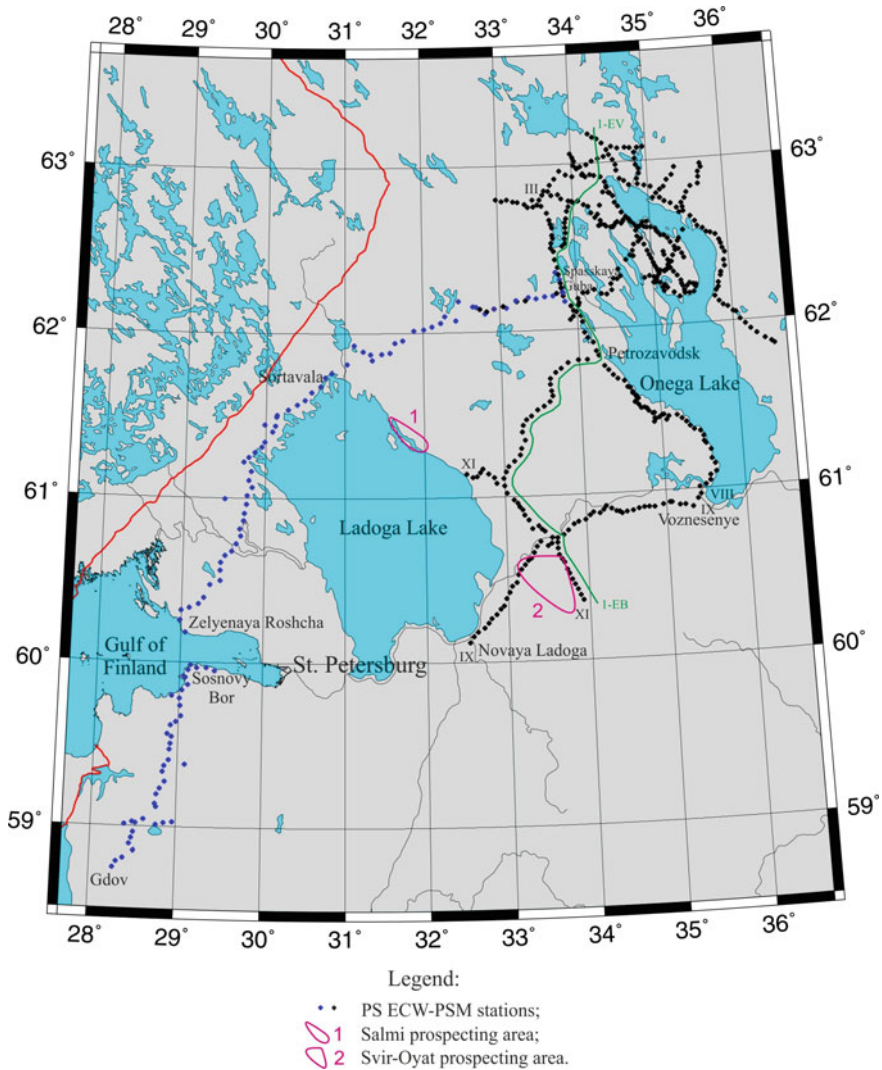 28 29 30 31 32 33 34 35 36
1-EV
63° 63°
III
Spasskaya
Guba
62° 62°
Petrozavodsk
Sortavala
Onega Lake
1
XI
61° 61°
VIII
IX
Ladoga Lake
Voznesenye
2
1-EB
XI
Zelyenaya Roshcha
Gulf of
Finland
IX Novaya Ladoga
60° 60°
St. Petersburg
Sosnovy
Bor
59° 59°
Gdov
28 29 30 31 32 33 34 35 36
Legend:
PS ECW-PSM stations;
1 Salmi prospecting area;
2 Svir-Oyat prospecting area.